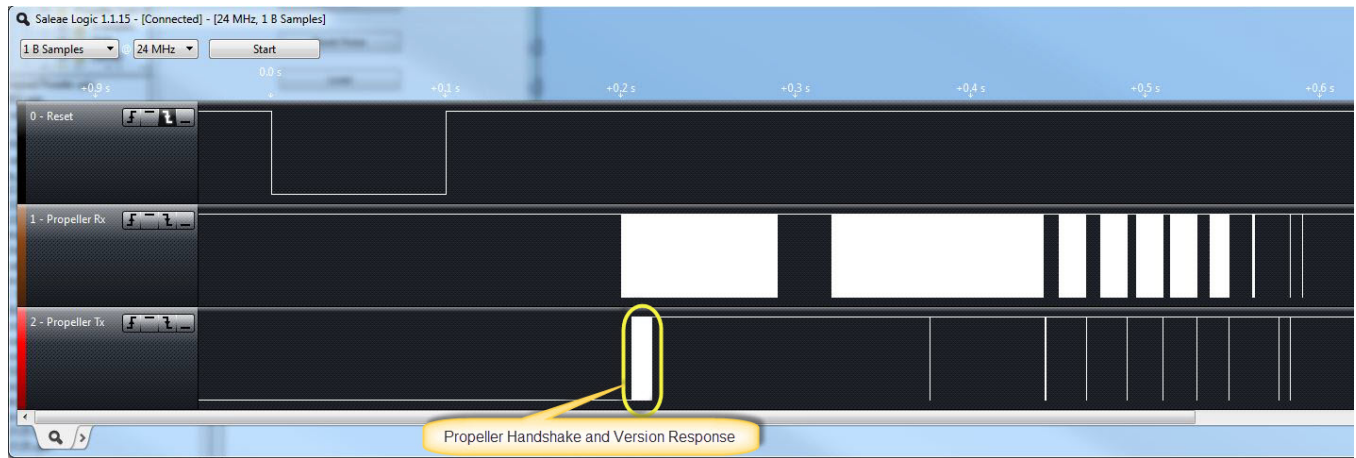 Saleae Logic 1.1.15 - [Connected] - [24 MHz, 1 B Samples]
1 B Samples 24 MHz Start
0.0 s
+0,9 s +0,1 s +0,2 s +0,3 s +0,4 s +0,5 s +0,6 s
0 - Reset
1 - Propeller Rx
2 - Propeller Tx
Propeller Handshake and Version Response